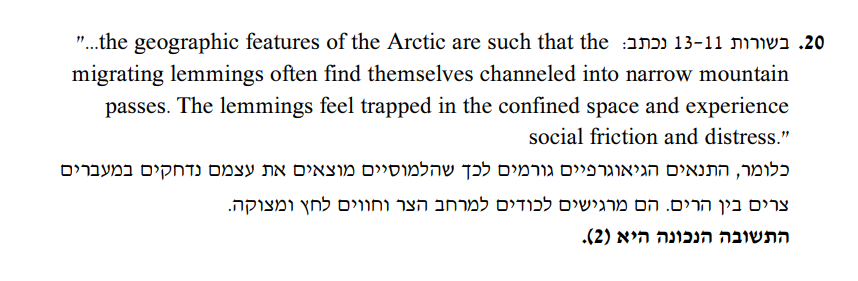 20. בשורות 11-13 נכתב: "...the geographic features of the Arctic are such that the
migrating lemmings often find themselves channeled into narrow mountain
passes. The lemmings feel trapped in the confined space and experience
social friction and distress."
כלומר, התנאים הגיאוגרפיים גורמים לכך שהלמוסיים מוצאים את עצמם נדחקים במעברים
צרים בין הרים. הם מרגישים לכודים למרחב הצר וחווים לחץ ומצוקה.
התשובה הנכונה היא (2).